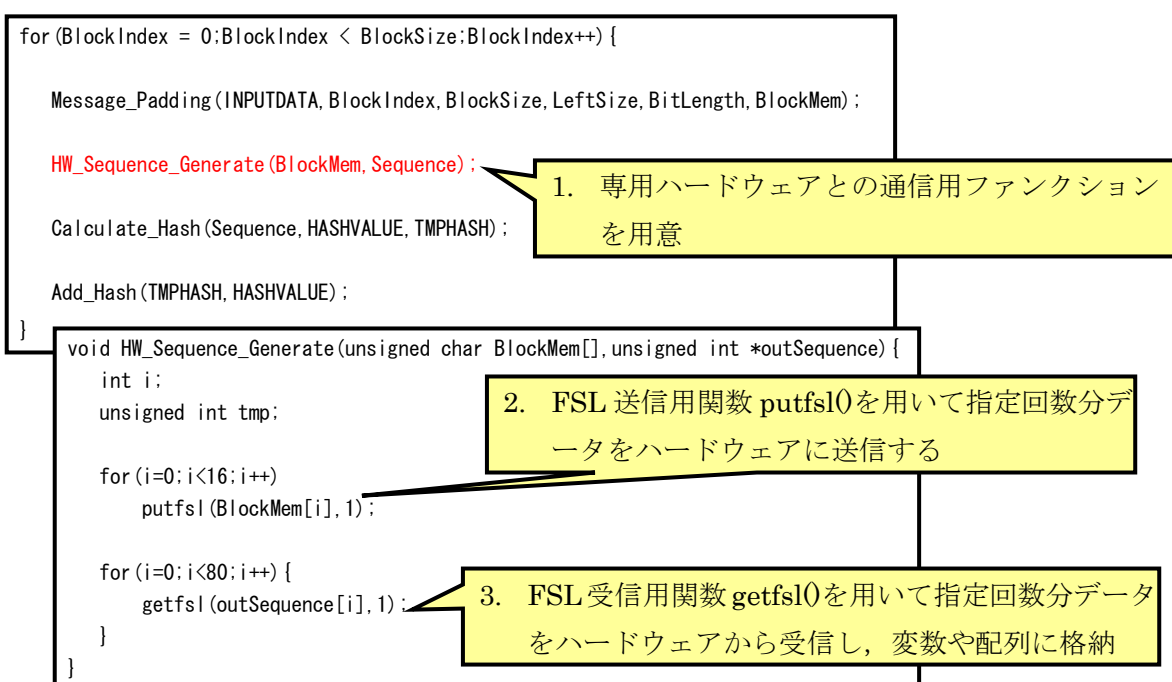 for(BlockIndex = 0;BlockIndex < BlockSize;BlockIndex++){
Message_Padding(INPUTDATA,BlockIndex,BlockSize,LeftSize,BitLength,BlockMem);
HW_Sequence_Generate(BlockMem,Sequence);
1. 専用ハードウェアとの通信用ファンクション
を用意
Calculate_Hash(Sequence,HASHVALUE,TMPHASH);
Add_Hash(TMPHASH,HASHVALUE);
}
void HW_Sequence_Generate(unsigned char BlockMem[],unsigned int *outSequence){
int i;
unsigned int tmp;
2. FSL 送信用関数 putfsl()を用いて指定回数分デ
ータをハードウェアに送信する
for(i=0;i<16;i++)
putfsl(BlockMem[i],1);
for(i=0;i<80;i++){
getfsl(outSequence[i],1);
3. FSL受信用関数 getfsl()を用いて指定回数分データ
をハードウェアから受信し，変数や配列に格納
}
}